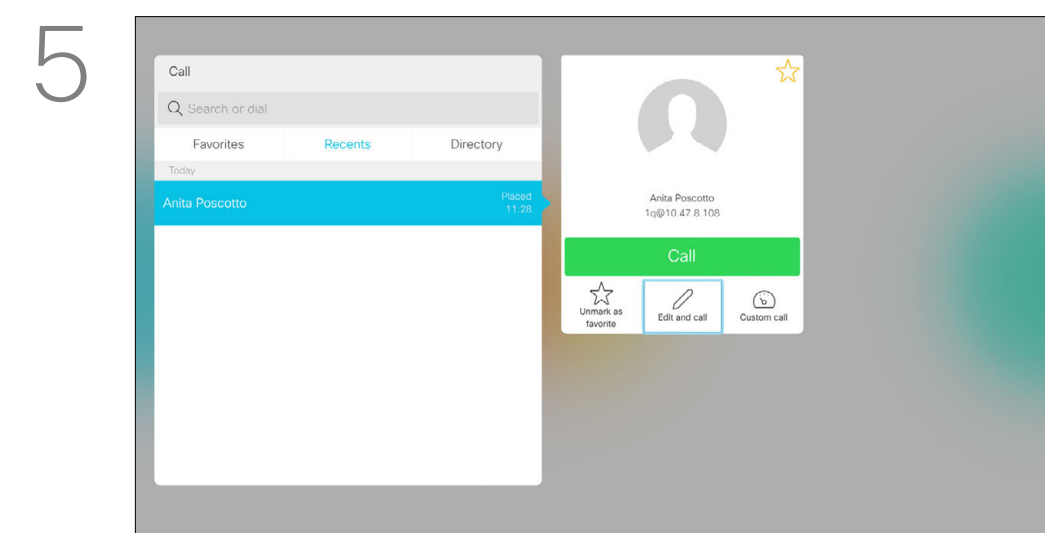 5
Call
Search or dial
Favorites Recents Directory
Today
Anita Poscotto Placed
11:28
Anita Poscotto
1q@10.47.8.108
Call
Unmark as
favorite
Edit and call
Custom call